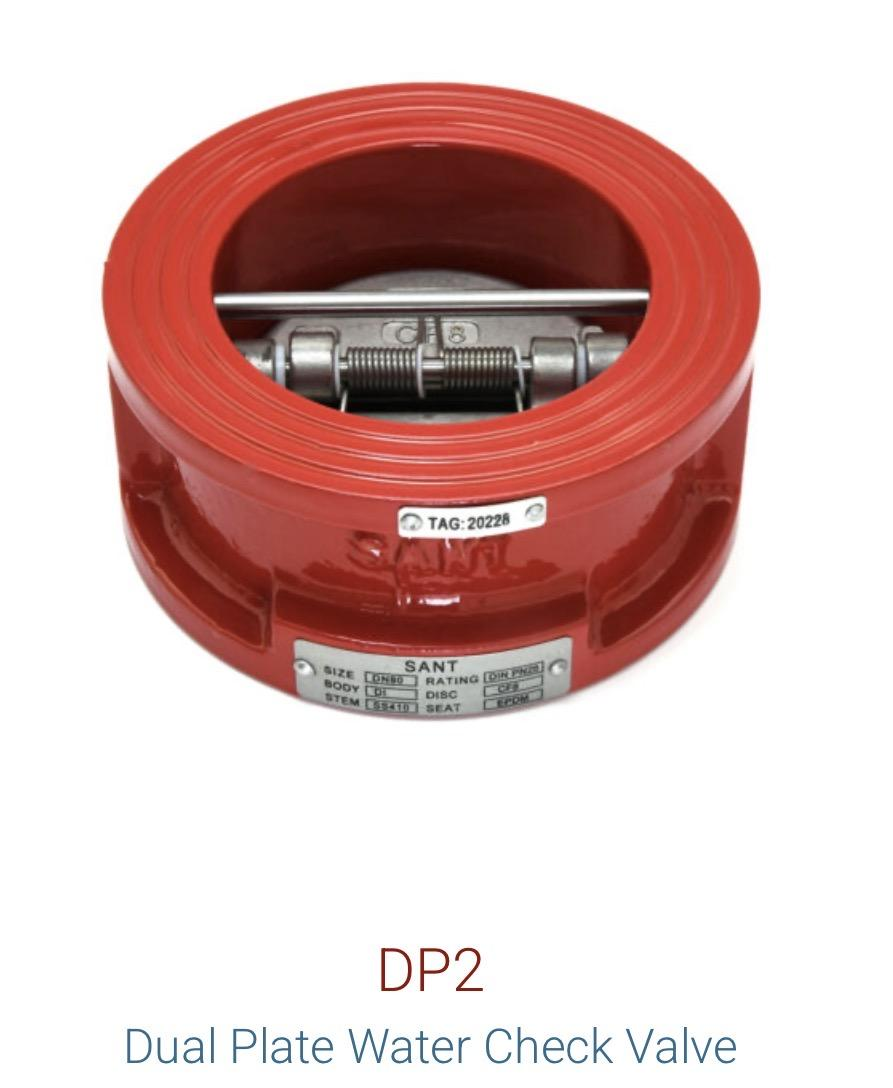 CF8
TAG: 20228
SANT
SANT
SIZE DN80 RATING DIN PN25
BODY DI DISC CF8
STEM SS410 SEAT EPDM
DP2
Dual Plate Water Check Valve